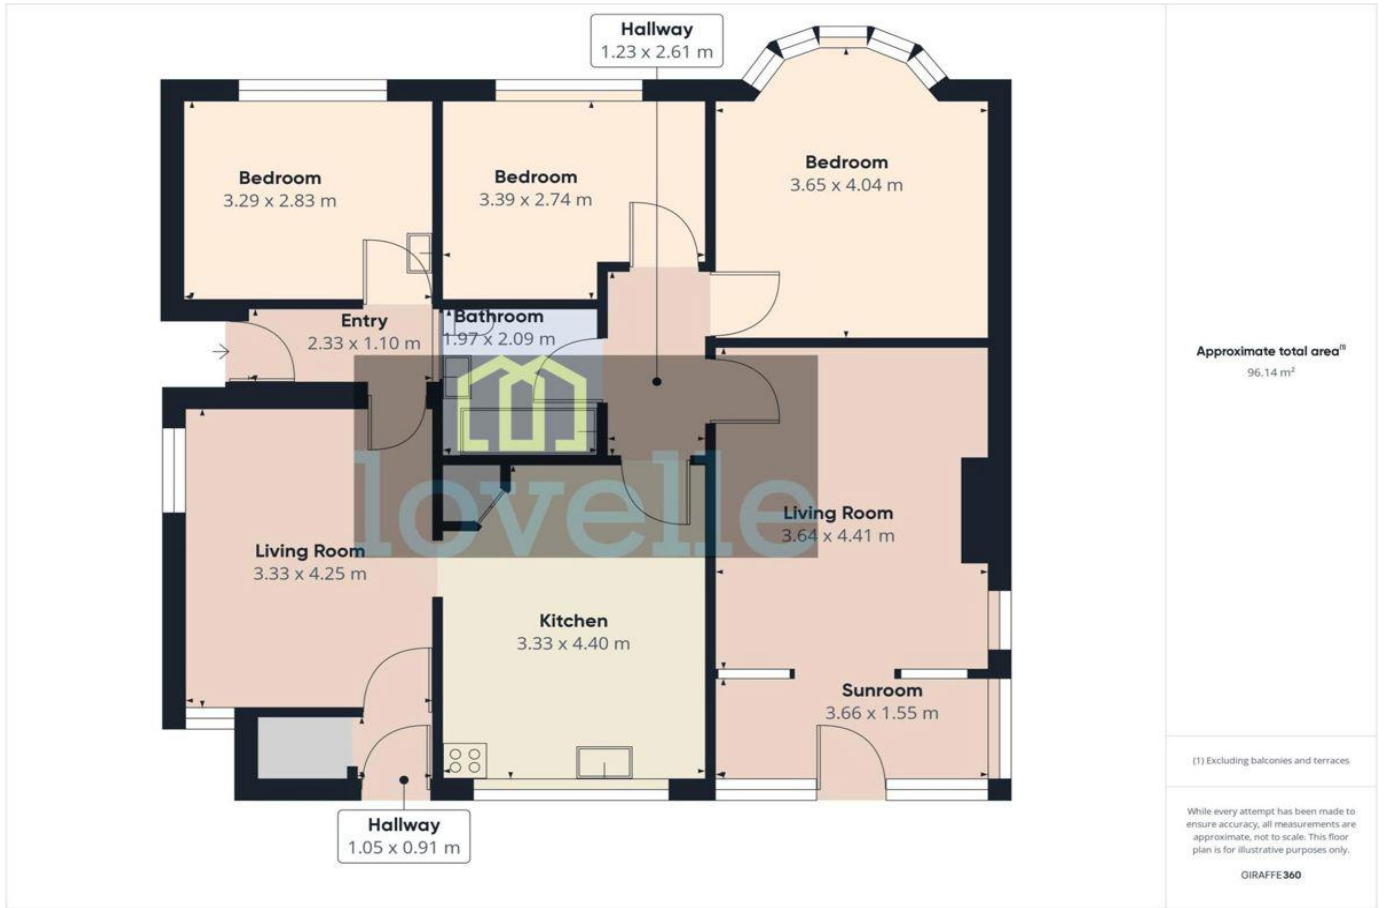 Hallway
1.23 x 2.61 m
Bedroom
3.29 x 2.83 m
Bedroom
3.39 x 2.74 m
Bedroom
3.65 x 4.04 m
Entry
2.33 x 1.10 m
Bathroom
1.97 x 2.09 m
lovelle
Living Room
3.33 x 4.25 m
Living Room
3.64 x 4.41 m
Kitchen
3.33 x 4.40 m
Sunroom
3.66 x 1.55 m
Hallway
1.05 x 0.91 m
Approximate total area(1)
96.14 m²
(1) Excluding balconies and terraces
While every attempt has been made to
ensure accuracy, all measurements are
approximate, not to scale. This floor
plan is for illustrative purposes only.
GIRAFFE360